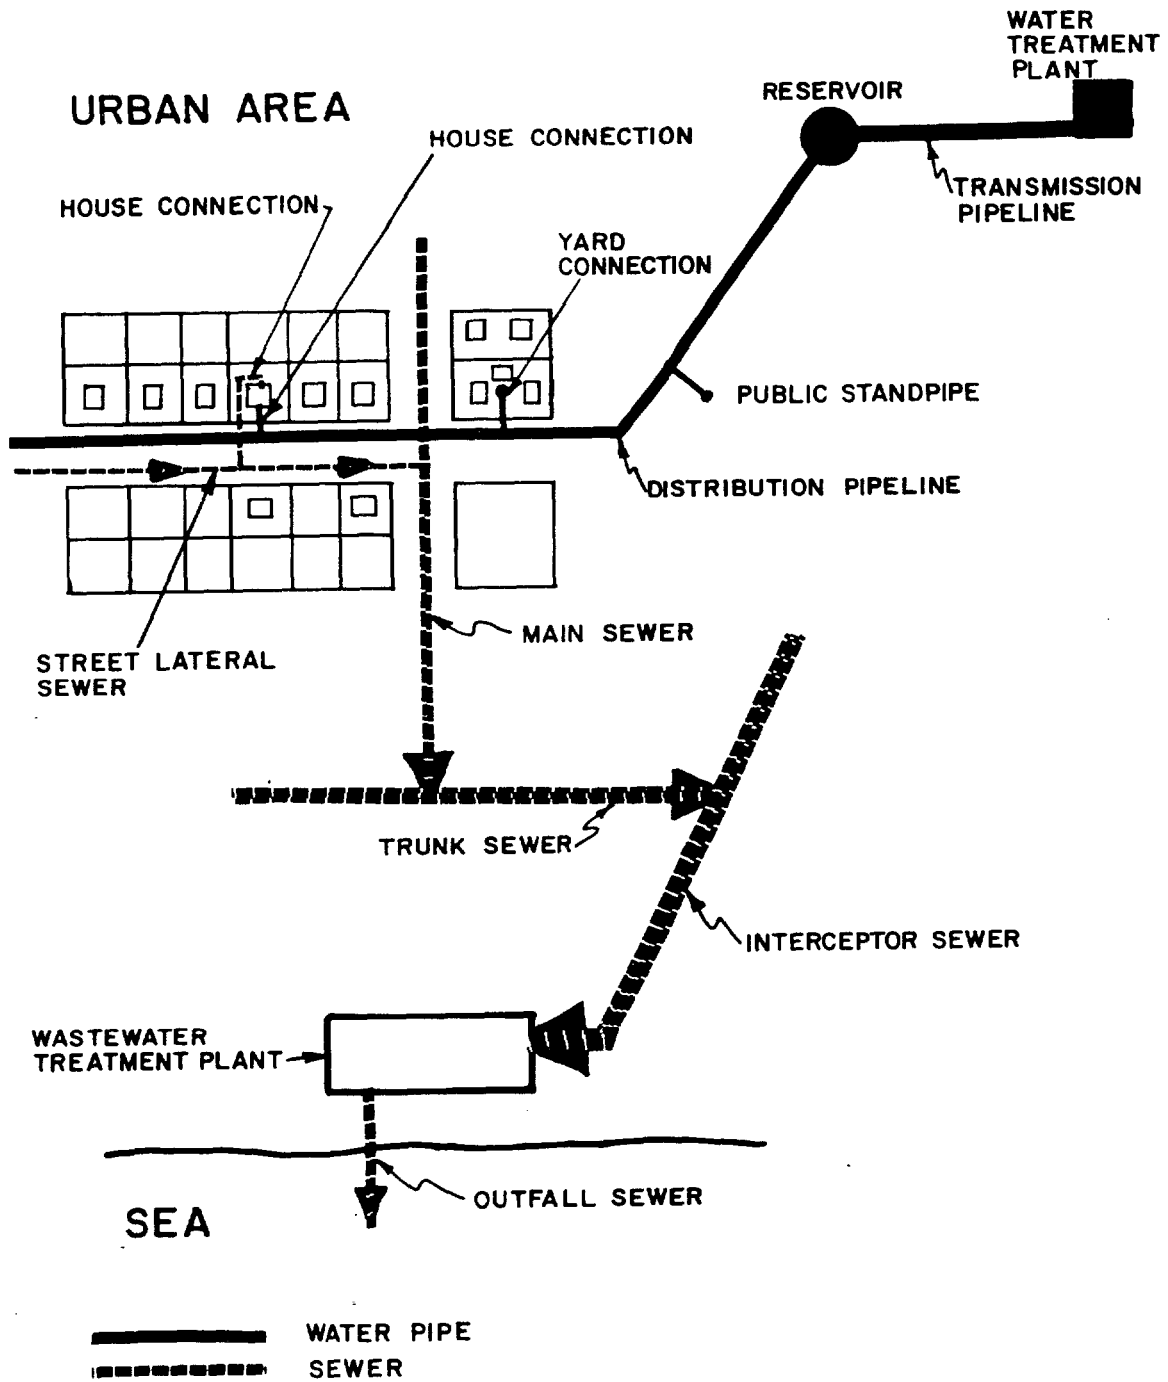 WATER
TREATMENT
PLANT
RESERVOIR
URBAN AREA
HOUSE CONNECTION
TRANSMISSION
PIPELINE
HOUSE CONNECTION
YARD
CONNECTION
PUBLIC STANDPIPE
DISTRIBUTION PIPELINE
MAIN SEWER
STREET LATERAL
SEWER
TRUNK SEWER
INTERCEPTOR SEWER
WASTEWATER
TREATMENT PLANT
OUTFALL SEWER
SEA
WATER PIPE
SEWER